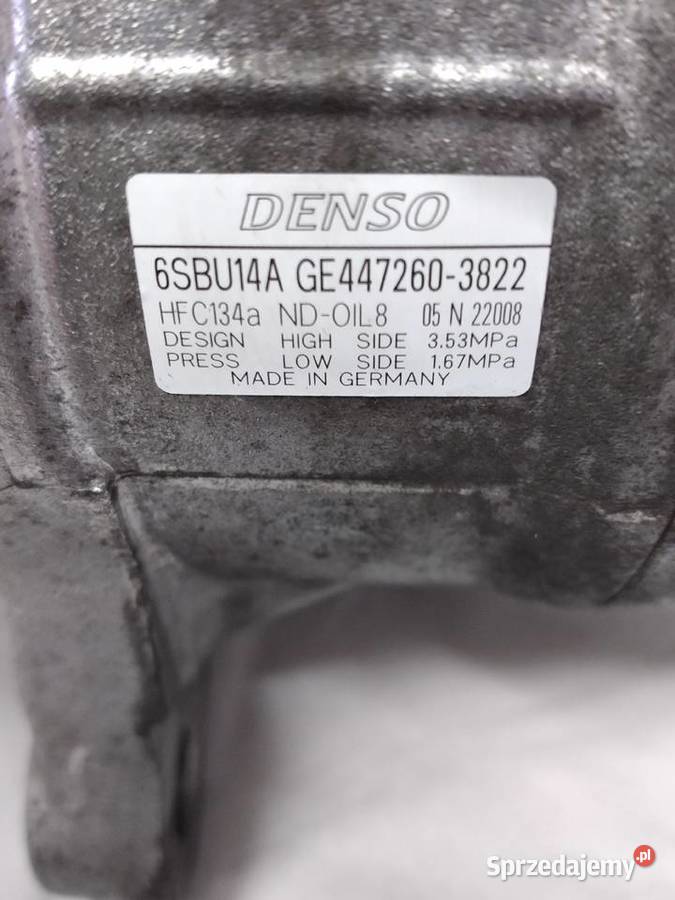 DENSO
6SBU14A GE447260-3822
HFC134a ND-OIL8 05 N 22008
DESIGN HIGH SIDE 3.53MPa
PRESS LOW SIDE 1.67MPa
MADE IN GERMANY
Sprzedajemy.pl